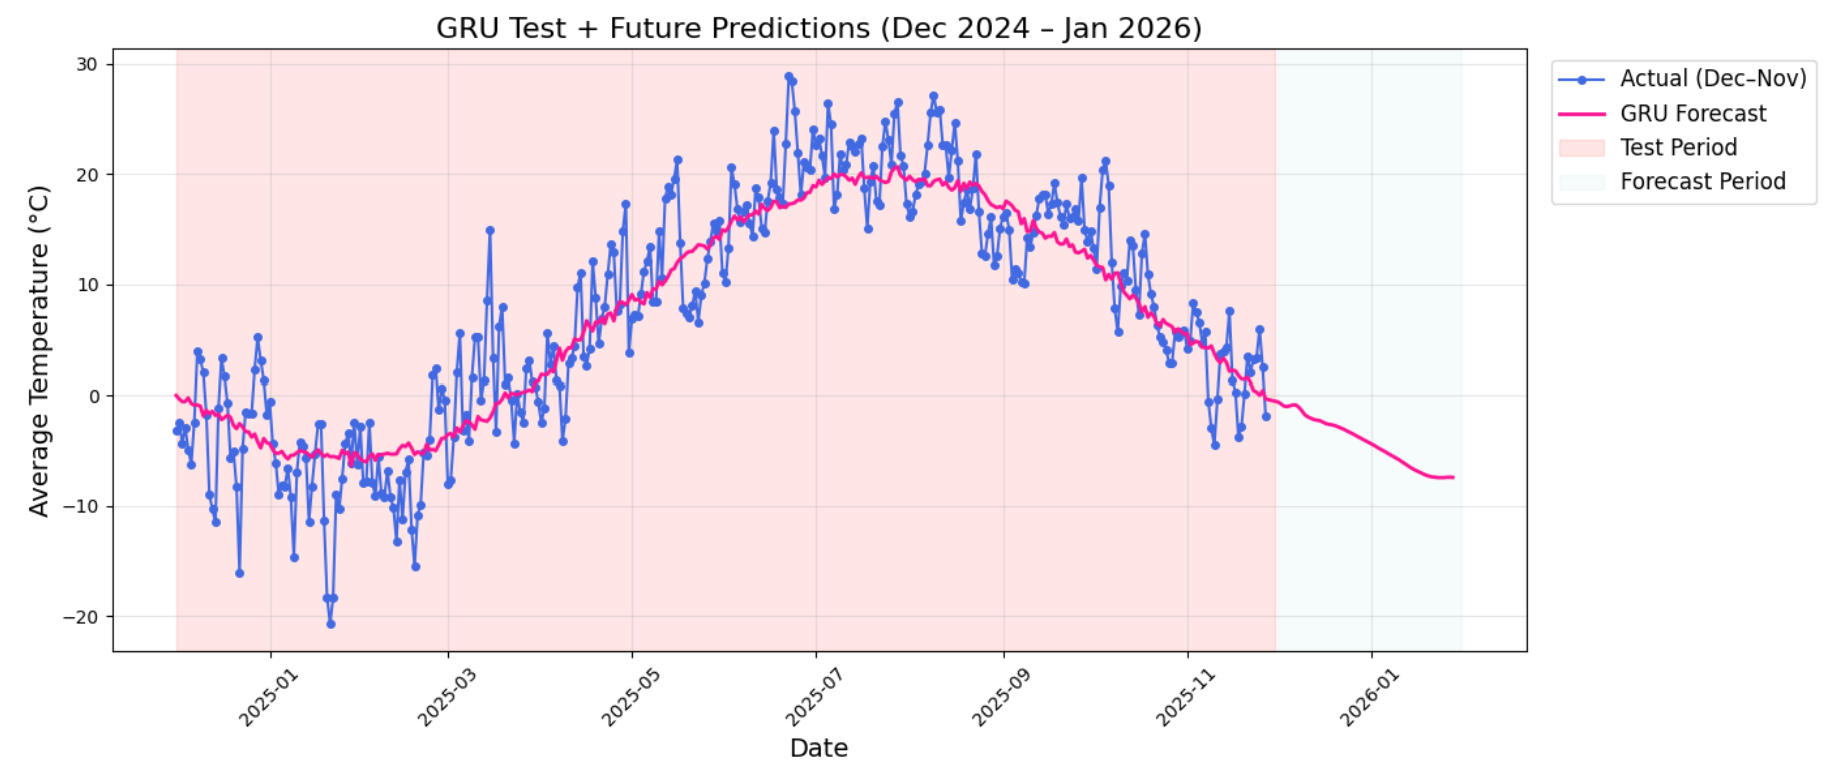 GRU Test + Future Predictions (Dec 2024 – Jan 2026)
Average Temperature (°C)
30
20
10
0
−10
−20
2025-01
2025-03
2025-05
2025-07
2025-09
2025-11
2026-01
Date
Actual (Dec–Nov)
GRU Forecast
Test Period
Forecast Period